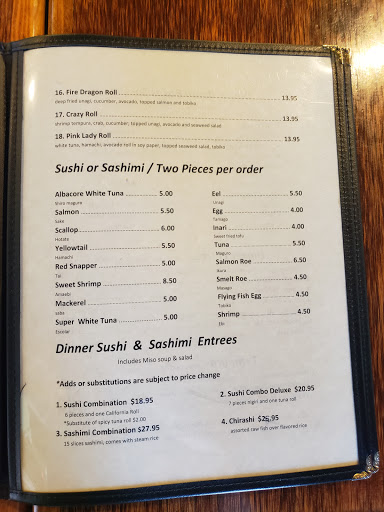 16. Fire Dragon Roll 13.95
deep fried unagi, cucumber, avocado, topped salmon and tobiko
17. Crazy Roll 13.95
shrimp tempura, crab, cucumber, topped unagi, avocado and seaweed salad
18. Pink Lady Roll 13.95
white tuna, hamachi, avocado roll in soy paper, topped seaweed salad, tobiko
Sushi or Sashimi / Two Pieces per order
Albacore White Tuna 5.00
Shiro maguro
Salmon 5.50
Sake
Scallop 6.00
Hotate
Yellowtail 5.50
Hamachi
Red Snapper 5.00
Tai
Sweet Shrimp 8.50
Amaebi
Mackerel 5.00
saba
Super White Tuna 5.00
Escolar
Eel 5.50
Unagi
Egg 4.00
Tamago
Inari 4.00
Sweet fried tofu
Tuna 5.50
Maguro
Salmon Roe 6.50
Ikura
Smelt Roe 4.50
Masago
Flying Fish Egg 4.50
Tobiko
Shrimp 4.50
Ebi
Dinner Sushi & Sashimi Entrees
Includes Miso soup & salad
*Adds or substitutions are subject to price change
1. Sushi Combination $18.95
6 pieces and one California Roll
*Substitute of spicy tuna roll $2.00
3. Sashimi Combination $27.95
15 slices sashimi, comes with steam rice
2. Sushi Combo Deluxe $20.95
7 pieces nigiri and one tuna roll
4. Chirashi $26.95
assorted raw fish over flavored rice